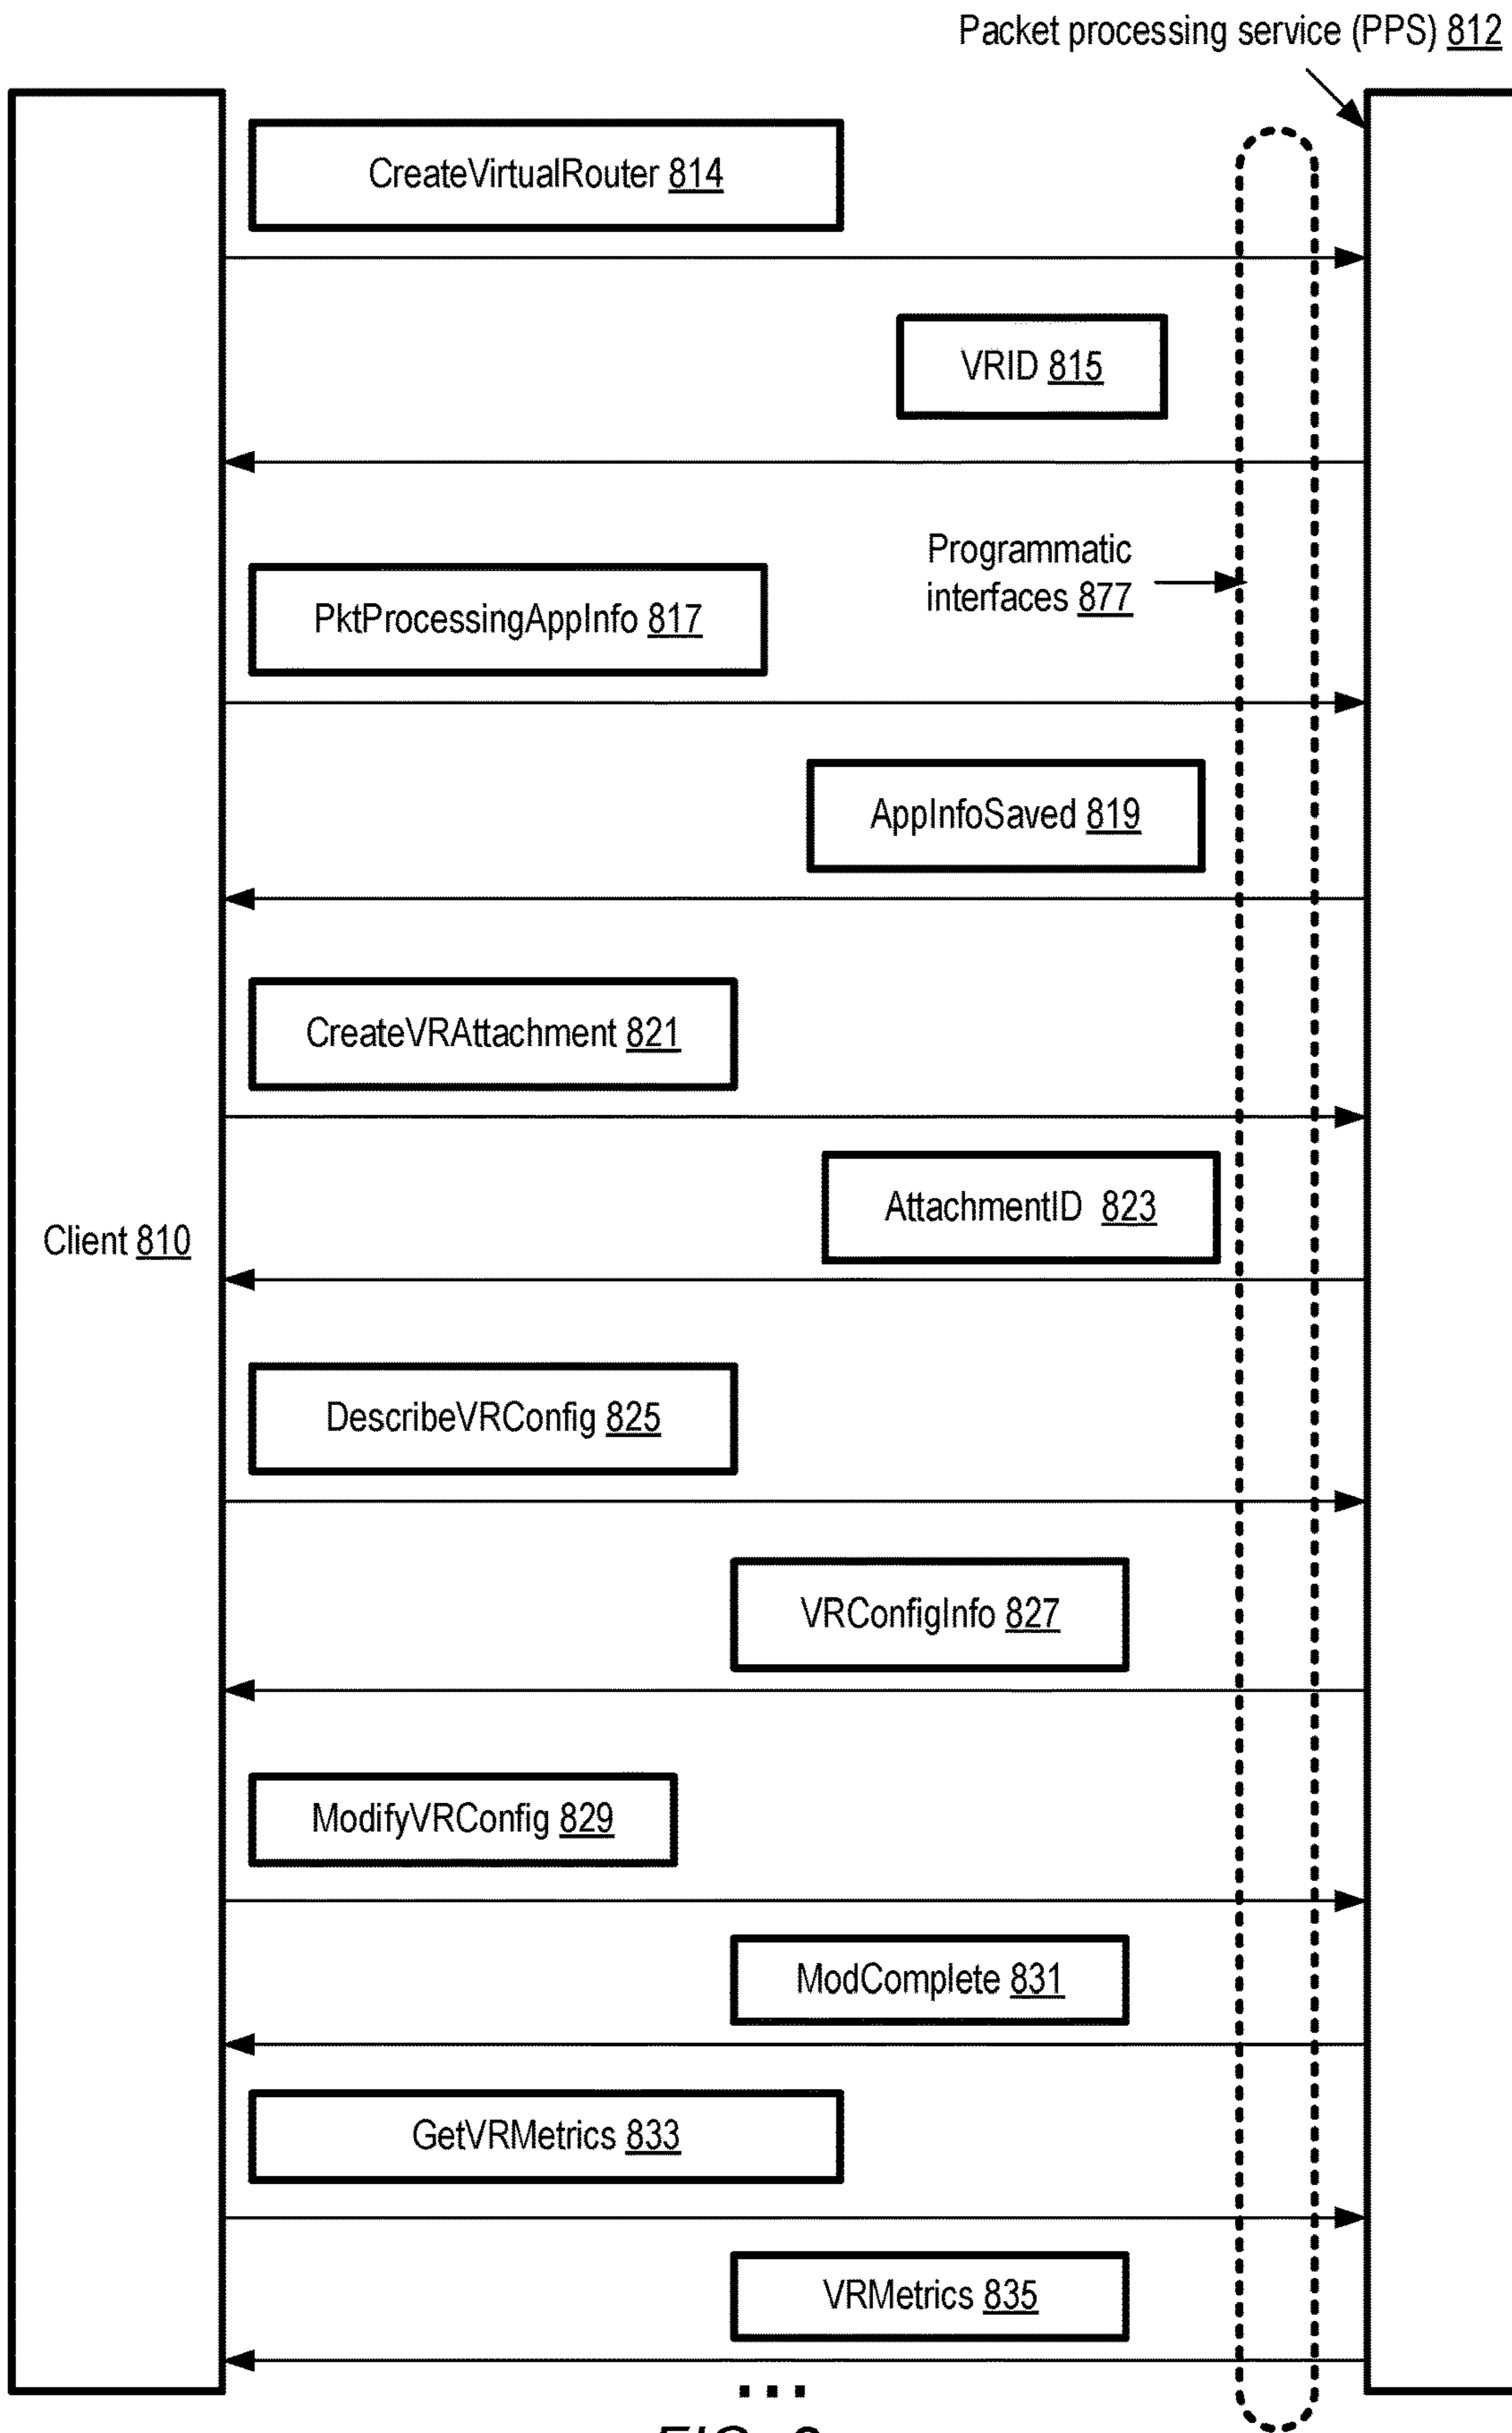 Packet processing service (PPS) 812
CreateVirtualRouter 814
VRID 815
Programmatic
interfaces 877
PktProcessingAppInfo 817
AppInfoSaved 819
CreateVRAttachment 821
AttachmentID 823
Client 810
DescribeVRConfig 825
VRConfigInfo 827
ModifyVRConfig 829
ModComplete 831
GetVRMetrics 833
VRMetrics 835
...
FIG.